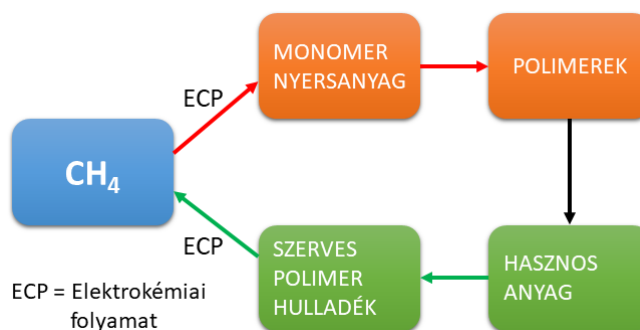 MONOMER
NYERSANYAG
POLIMEREK
ECP
CH₄
ECP
SZERVES
POLIMER
HULLADÉK
HASZNOS
ANYAG
ECP = Elektrokémiai
folyamat